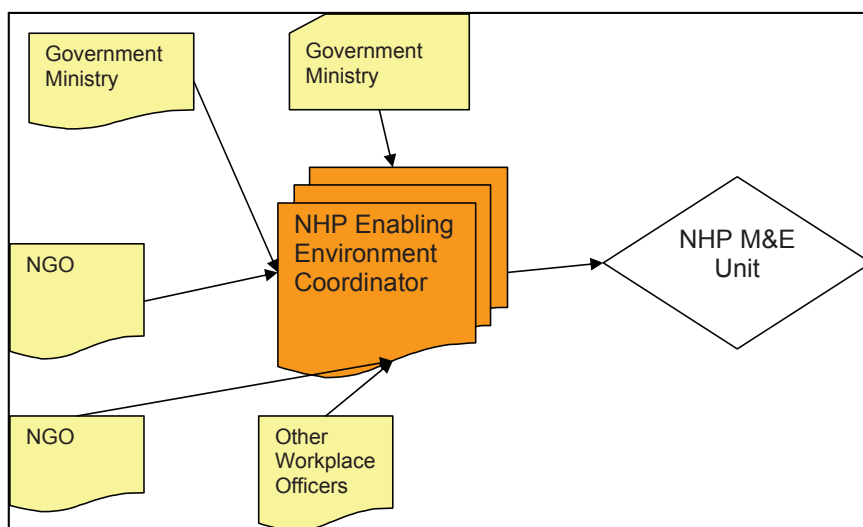 Government
Ministry
Government
Ministry
NHP Enabling
Environment
Coordinator
NHP M&E
Unit
NGO
NGO
Other
Workplace
Officers